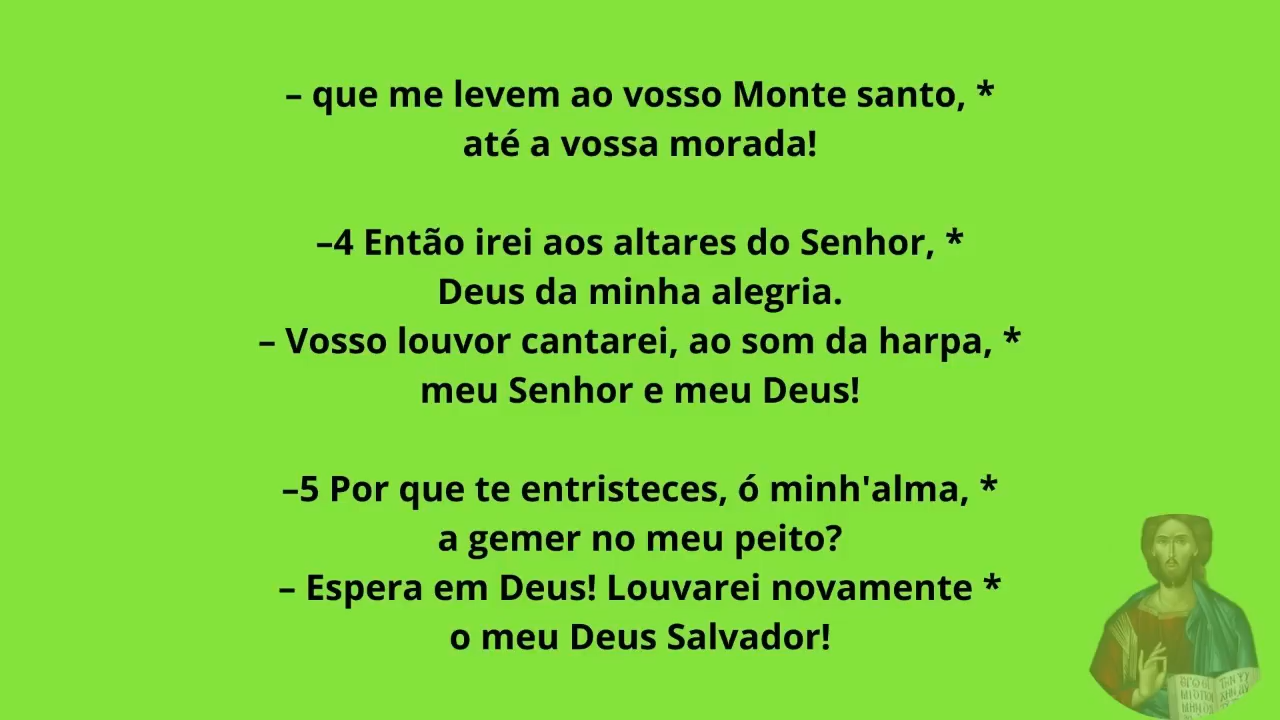 – que me levem ao vosso Monte santo, *
até a vossa morada!
–4 Então irei aos altares do Senhor, *
Deus da minha alegria.
– Vosso louvor cantarei, ao som da harpa, *
meu Senhor e meu Deus!
–5 Por que te entristeces, ó minh'alma, *
a gemer no meu peito?
– Espera em Deus! Louvarei novamente *
o meu Deus Salvador!